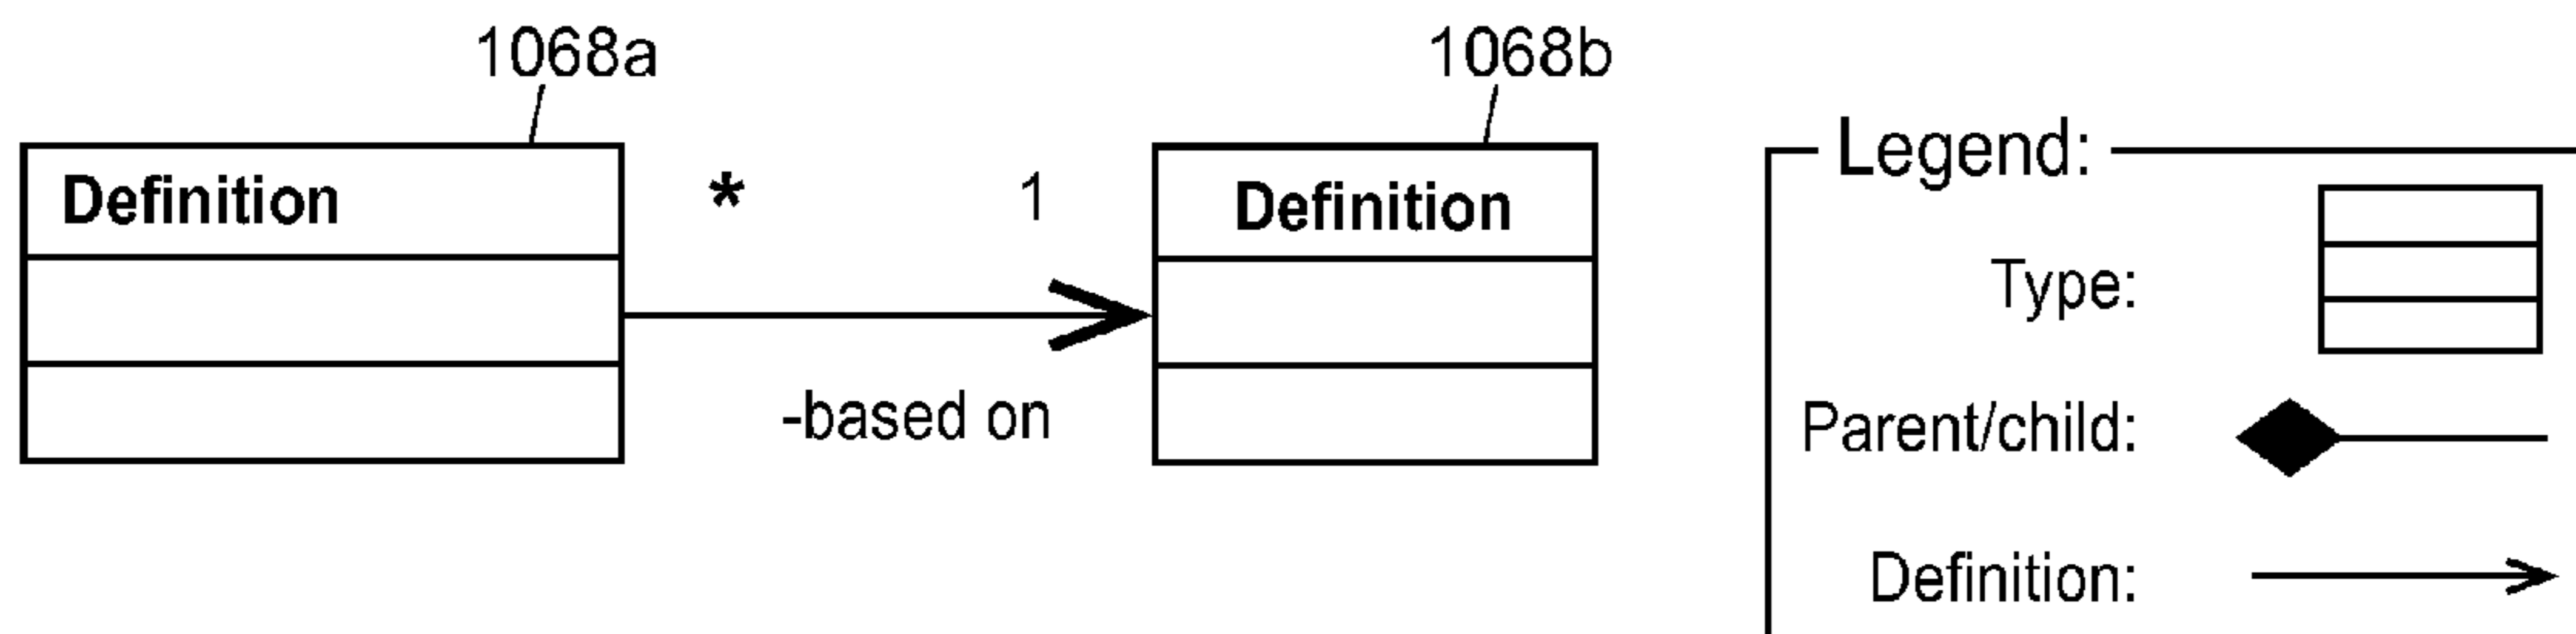 1068a
1068b
Definition
* 1
Definition
-based on
Legend:
Type:
Parent/child:
Definition: